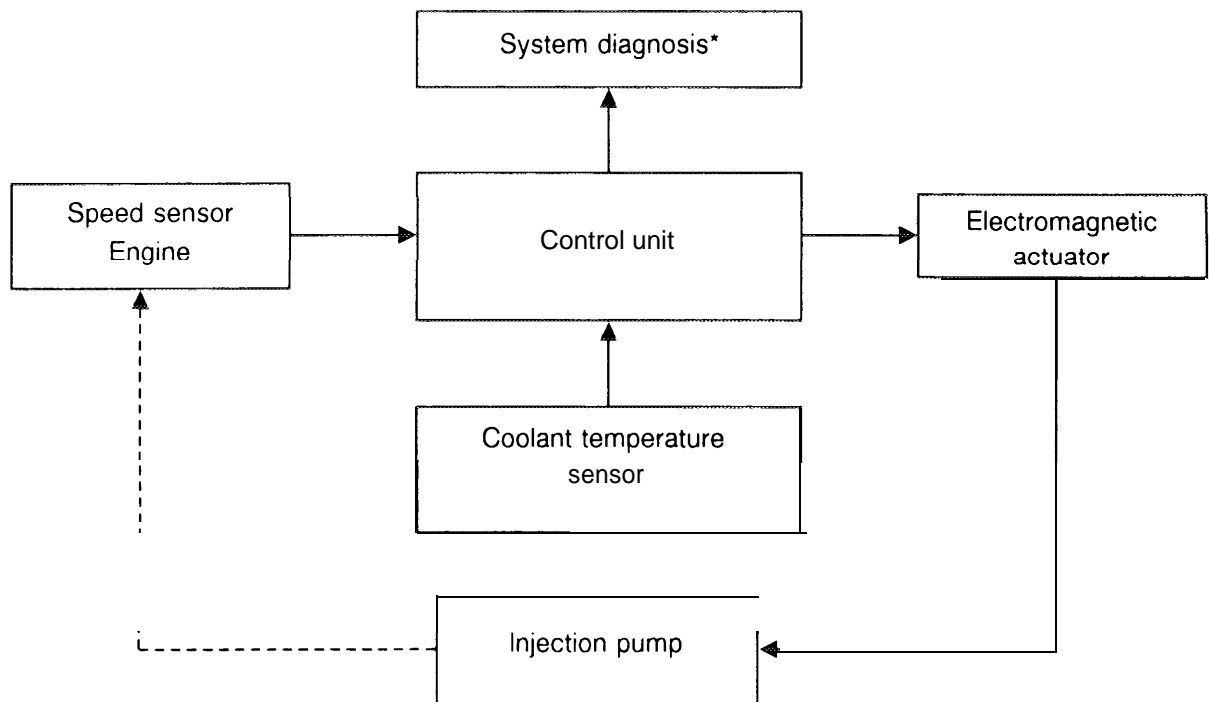 System diagnosis*
Speed sensor
Engine
Control unit
Electromagnetic
actuator
Coolant temperature
sensor
Injection pump